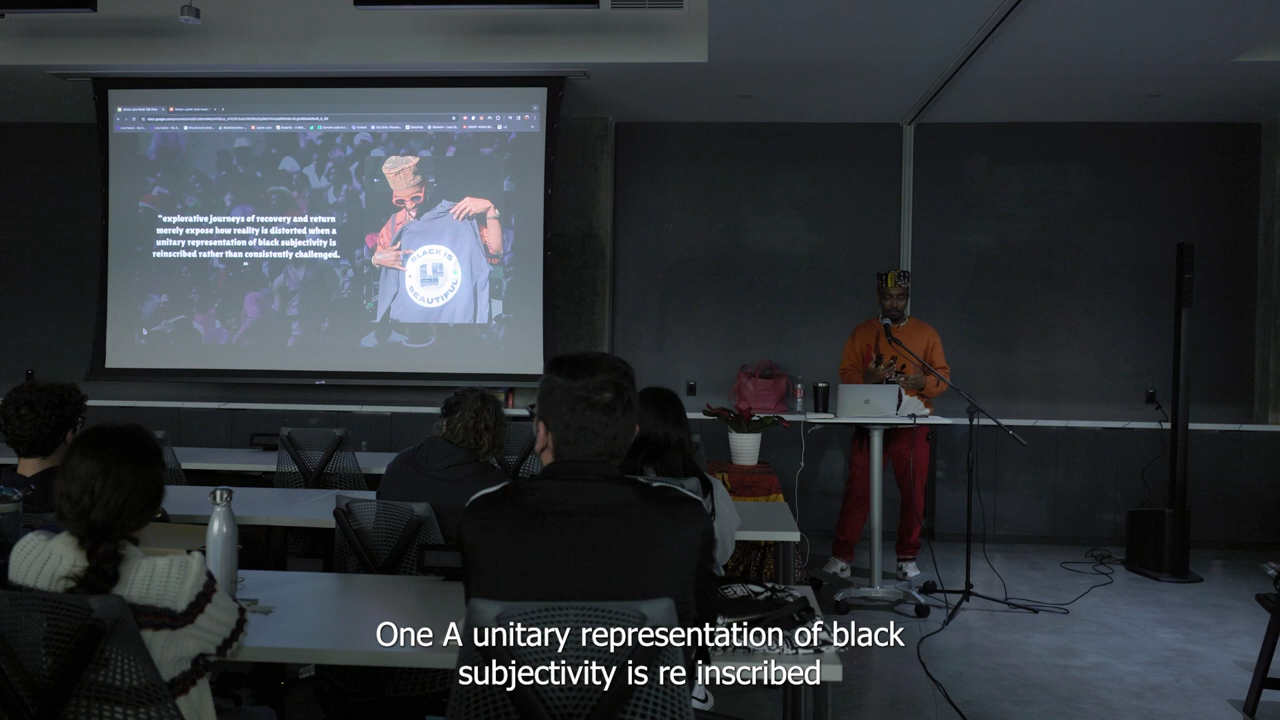 "explorative journeys of recovery and return
merely expose how reality is distorted when a
unitary representation of black subjectivity is
reinscribed rather than consistently challenged.
"
BLACK IS
BEAUTIFUL
One A unitary representation of black
subjectivity is re inscribed